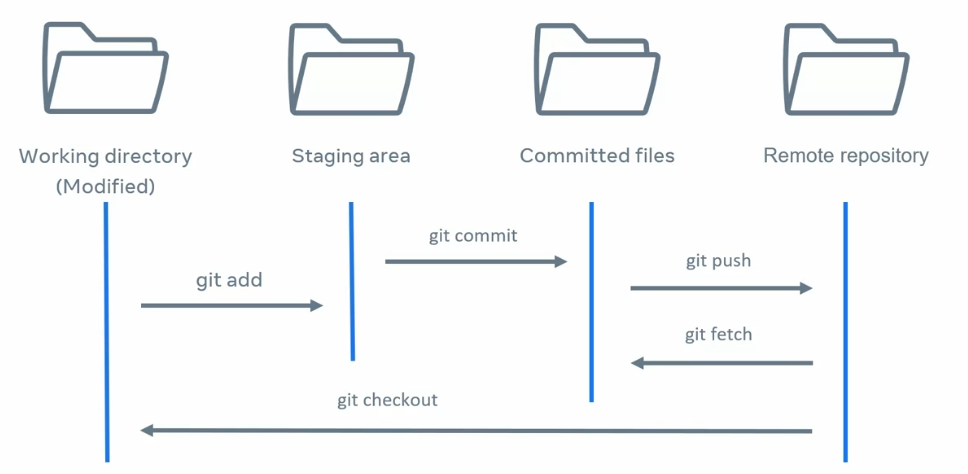 Working directory
(Modified)
Staging area
Committed files
Remote repository
git commit
git add
git push
git fetch
git checkout